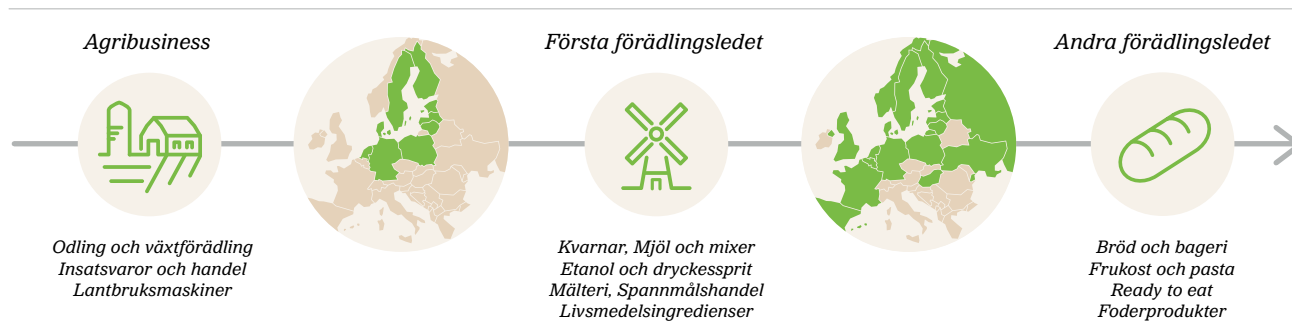 Agribusiness
Odling och växtförädling
Insatsvaror och handel
Lantbruksmaskiner
Första förädlingsledet
Kvarnar, Mjöl och mixer
Etanol och dryckessprit
Mälteri, Spannmålshandel
Livsmedelsingredienser
Andra förädlingsledet
Bröd och bageri
Frukost och pasta
Ready to eat
Foderprodukter